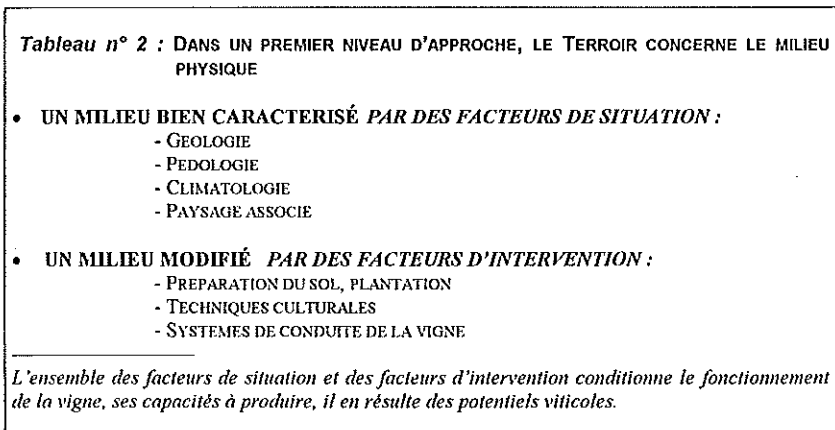 Tableau n° 2 : DANS UN PREMIER NIVEAU D'APPROCHE, LE TERROIR CONCERNE LE MILIEU
PHYSIQUE
• UN MILIEU BIEN CARACTERISÉ PAR DES FACTEURS DE SITUATION :
- GEOLOGIE
- PEDOLOGIE
- CLIMATOLOGIE
- PAYSAGE ASSOCIE
• UN MILIEU MODIFIÉ PAR DES FACTEURS D'INTERVENTION :
- PREPARATION DU SOL, PLANTATION
- TECHNIQUES CULTURALES
- SYSTEMES DE CONDUITE DE LA VIGNE
L'ensemble des facteurs de situation et des facteurs d'intervention conditionne le fonctionnement
de la vigne, ses capacités à produire, il en résulte des potentiels viticoles.